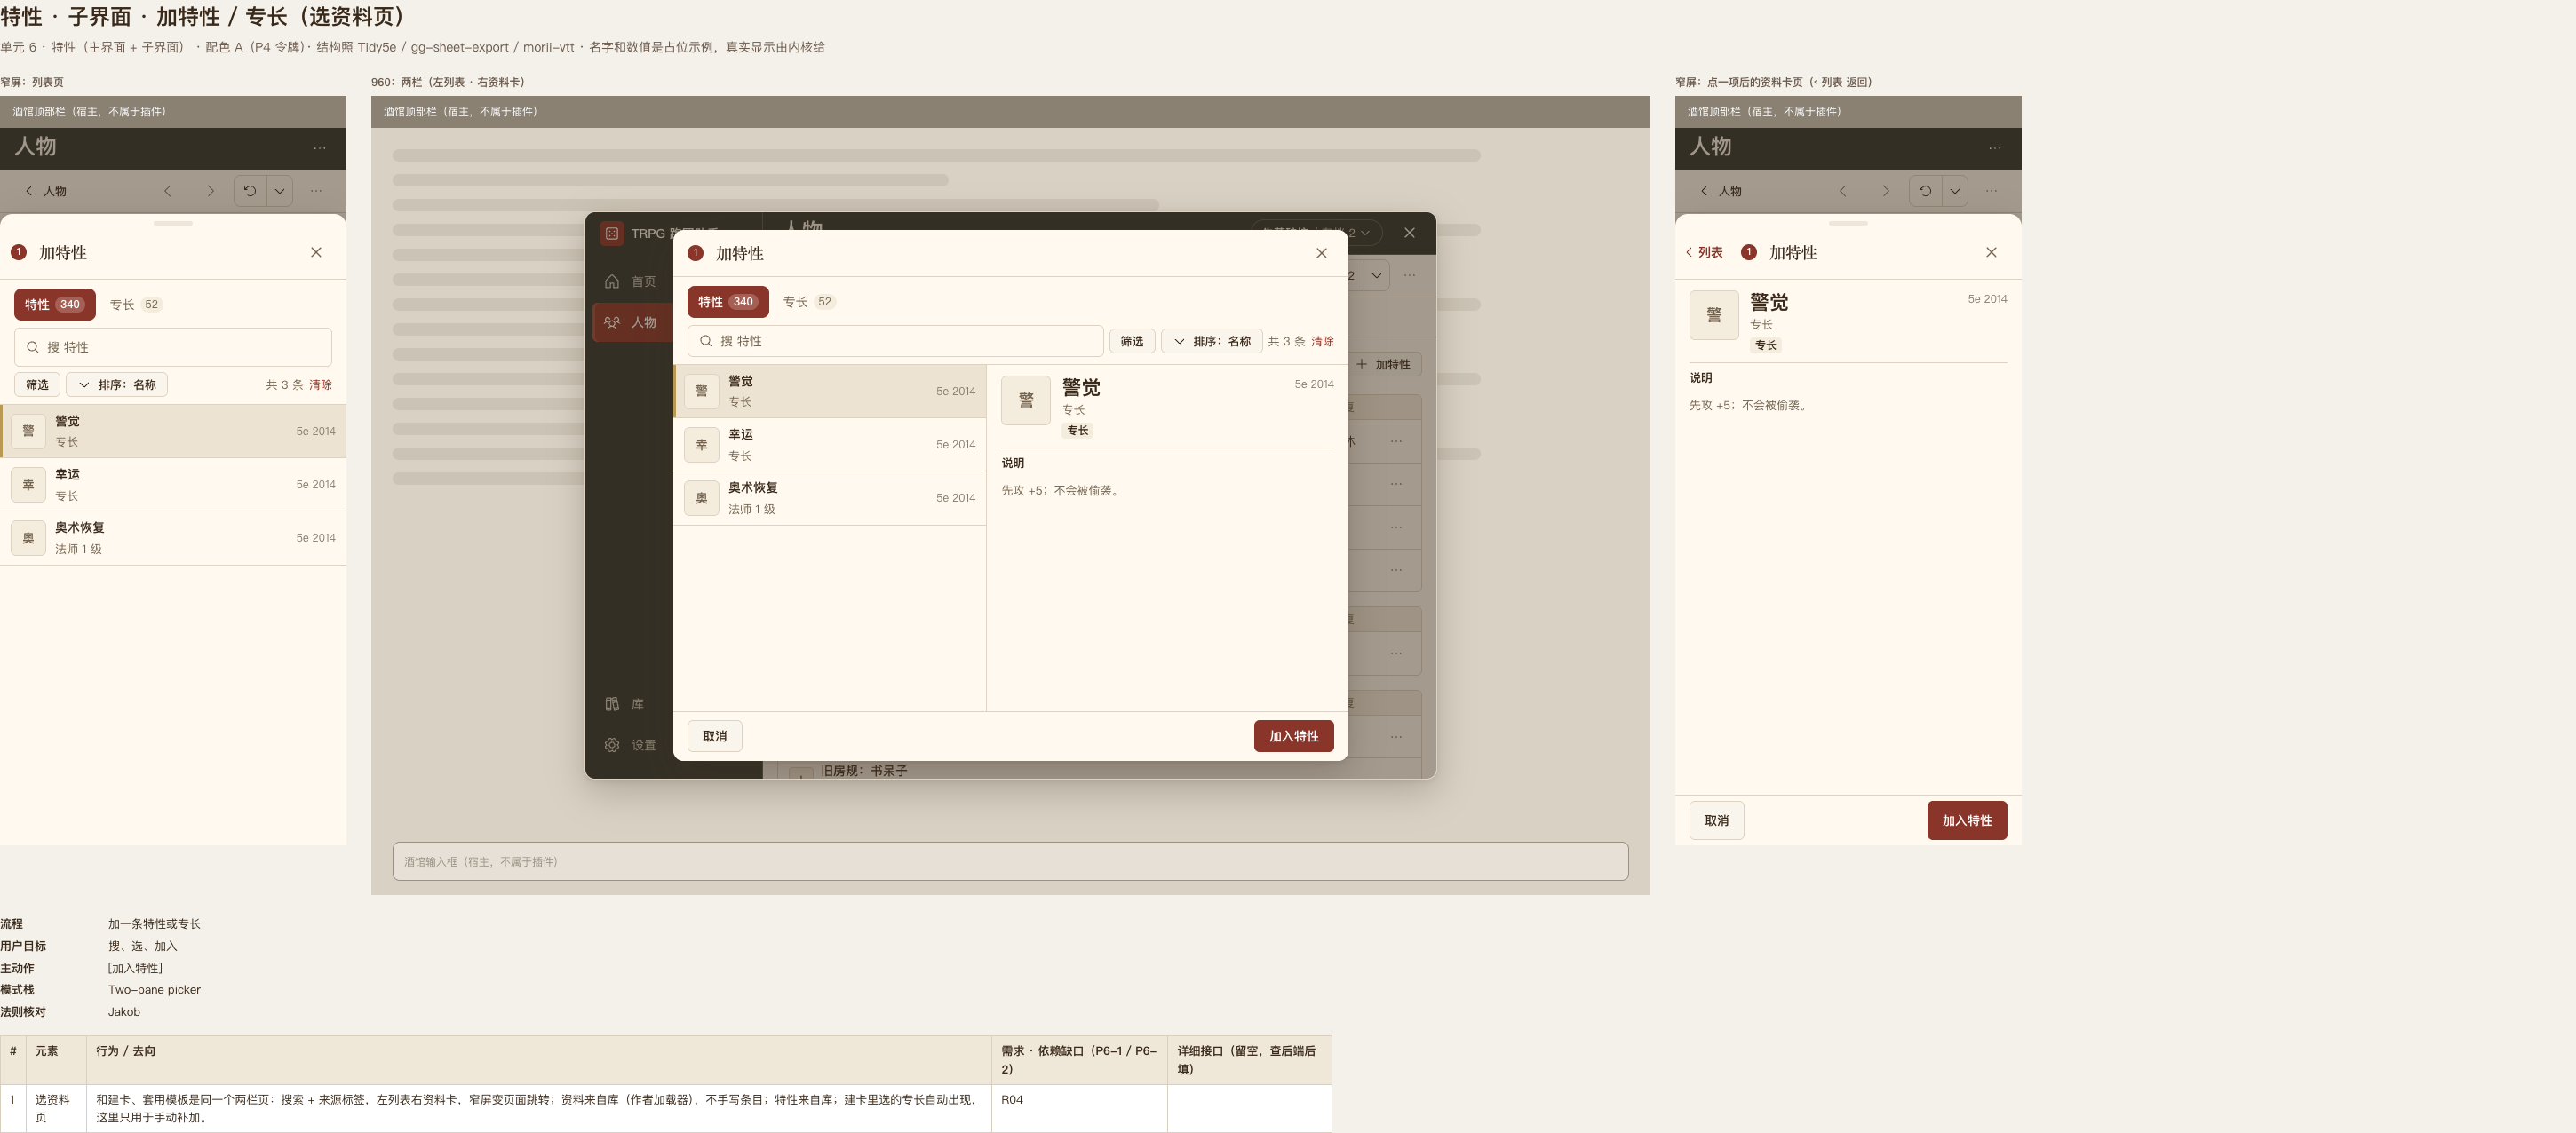 特性 · 子界面 · 加特性 / 专长（选资料页）
单元 6 · 特性（主界面 + 子界面） · 配色 A（P4 令牌）· 结构照 Tidy5e / gg-sheet-export / morii-vtt · 名字和数值是占位示例，真实显示由内核给
窄屏：列表页
酒馆顶部栏（宿主，不属于插件）
人物
···
人物
···
1 加特性
特性 340 专长 52
搜 特性
筛选 排序：名称 共 3 条 清除
警 警觉 5e 2014
专长
幸 幸运 5e 2014
专长
奥 奥术恢复 5e 2014
法师 1 级
960：两栏（左列表 · 右资料卡）
酒馆顶部栏（宿主，不属于插件）
TRPG
人物
2
首页
人物
库
设置
2
···
加特性
···
···
···
···
···
···
旧房规：书呆子
1 加特性
特性 340 专长 52
搜 特性
筛选 排序：名称 共 3 条 清除
警 警觉 5e 2014
专长
幸 幸运 5e 2014
专长
奥 奥术恢复 5e 2014
法师 1 级
警 警觉 5e 2014
专长
专长
说明
先攻 +5；不会被偷袭。
取消 加入特性
酒馆输入框（宿主，不属于插件）
窄屏：点一项后的资料卡页（‹ 列表 返回）
酒馆顶部栏（宿主，不属于插件）
人物
···
人物
···
列表 1 加特性
警 警觉 5e 2014
专长
专长
说明
先攻 +5；不会被偷袭。
取消 加入特性
流程 加一条特性或专长
用户目标 搜、选、加入
主动作 [加入特性]
模式栈 Two-pane picker
法则核对 Jakob
# 元素 行为 / 去向 需求 · 依赖缺口（P6-1 / P6-
2） 详细接口（留空，查后端后
填）
1 选资料
页 和建卡、套用模板是同一个两栏页：搜索 + 来源标签，左列表右资料卡，窄屏变页面跳转；资料来自库（作者加载器），不手写条目；特性来自库；建卡里选的专长自动出现，
这里只用于手动补加。 R04